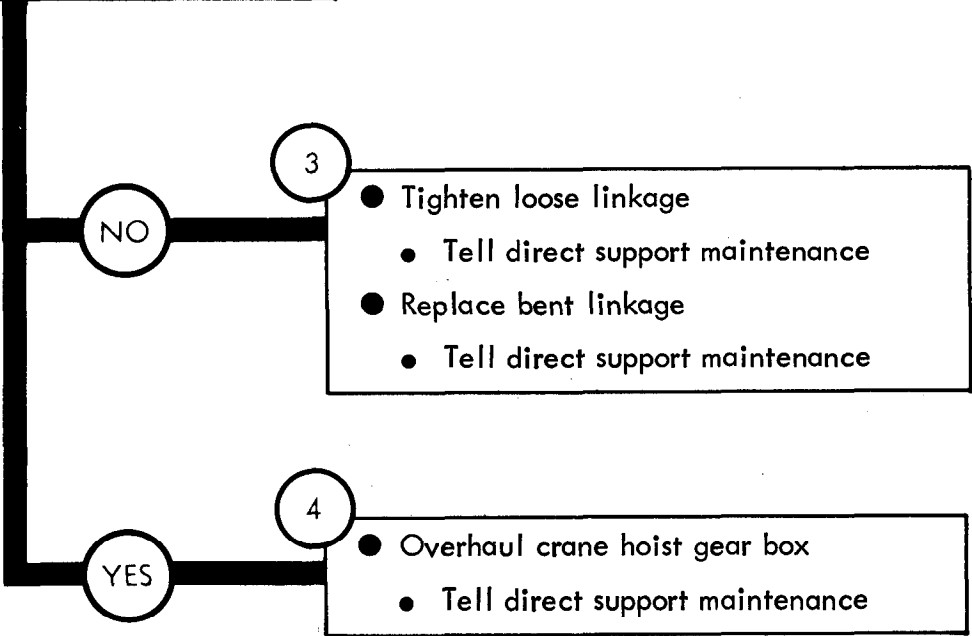 3
NO
● Tighten loose linkage
● Tell direct support maintenance
● Replace bent linkage
● Tell direct support maintenance
4
YES
● Overhaul crane hoist gear box
● Tell direct support maintenance